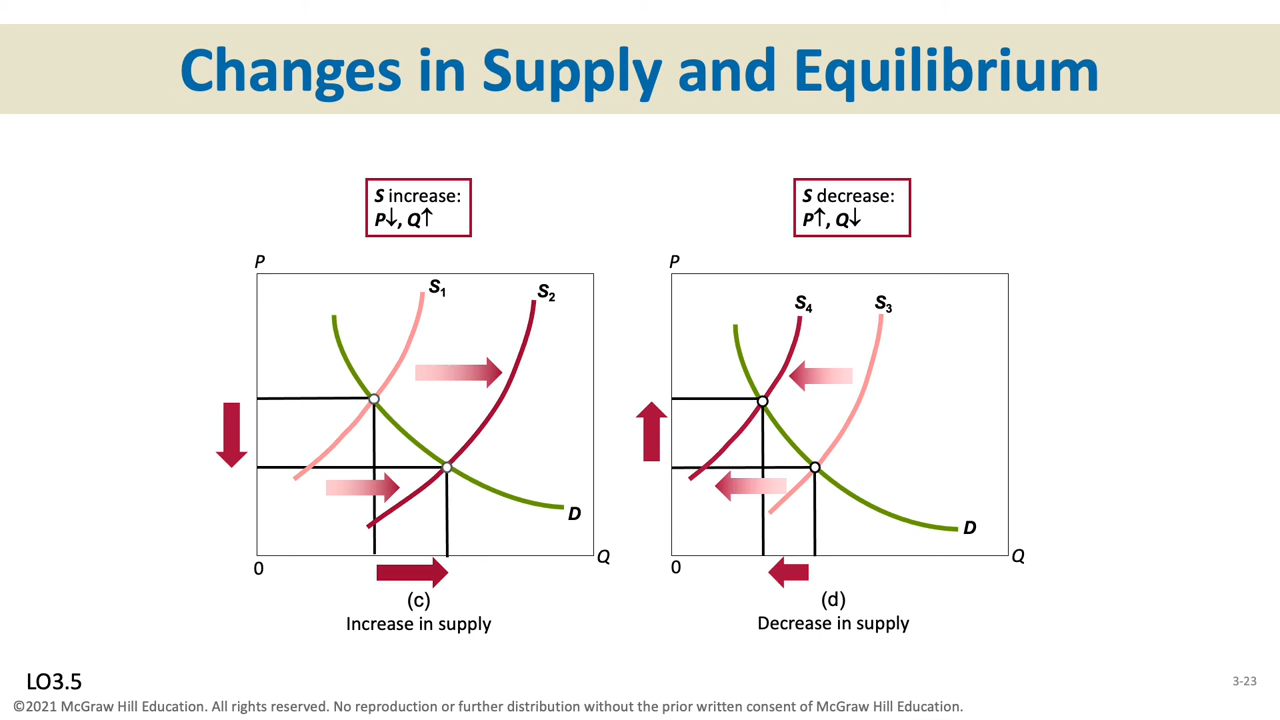 Changes in Supply and Equilibrium
S increase:
P↓, Q↑
P
S1
S2
D
Q
0
(c)
Increase in supply
S decrease:
P↑, Q↓
P
S4
S3
D
Q
0
(d)
Decrease in supply
LO3.5
3-23
©2021 McGraw Hill Education. All rights reserved. No reproduction or further distribution without the prior written consent of McGraw Hill Education.